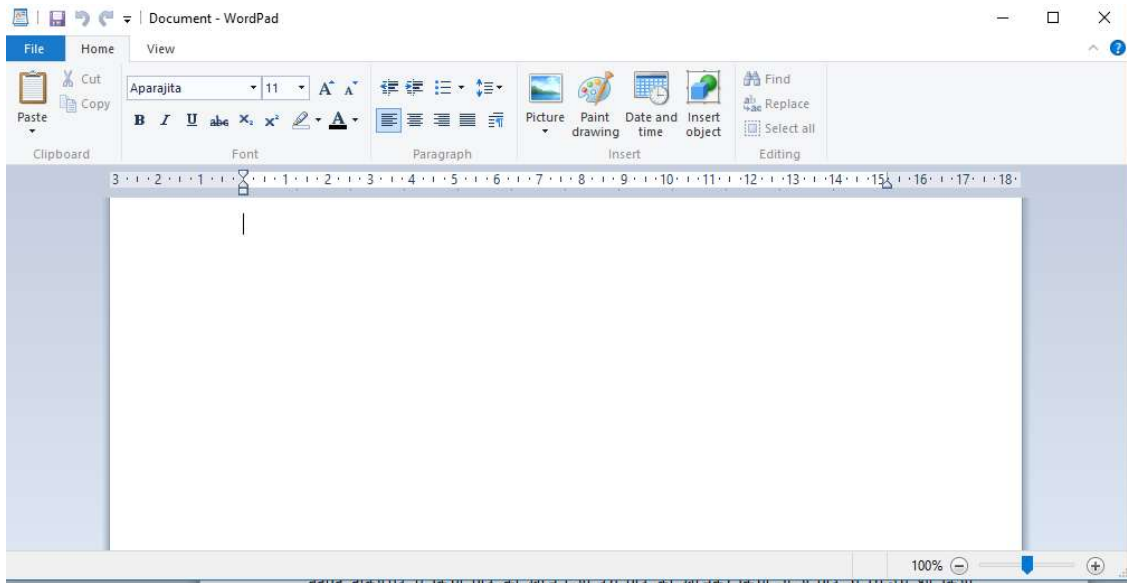 Document - WordPad
File Home View
Paste
Cut
Copy
Clipboard
Aparajita 11
B I U abc X₂ X² A
Font
Paragraph
Picture
Paint drawing
Date and time
Insert object
Insert
Find
Replace
Select all
Editing
3 2 1 1 2 3 4 5 6 7 8 9 10 11 12 13 14 15 16 17 18
100%